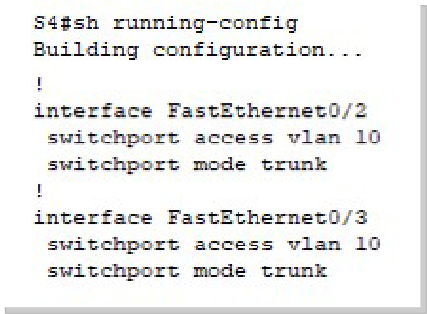 S4#sh running-config
Building configuration...
!
interface FastEthernet0/2
switchport access vlan 10
switchport mode trunk
!
interface FastEthernet0/3
switchport access vlan 10
switchport mode trunk